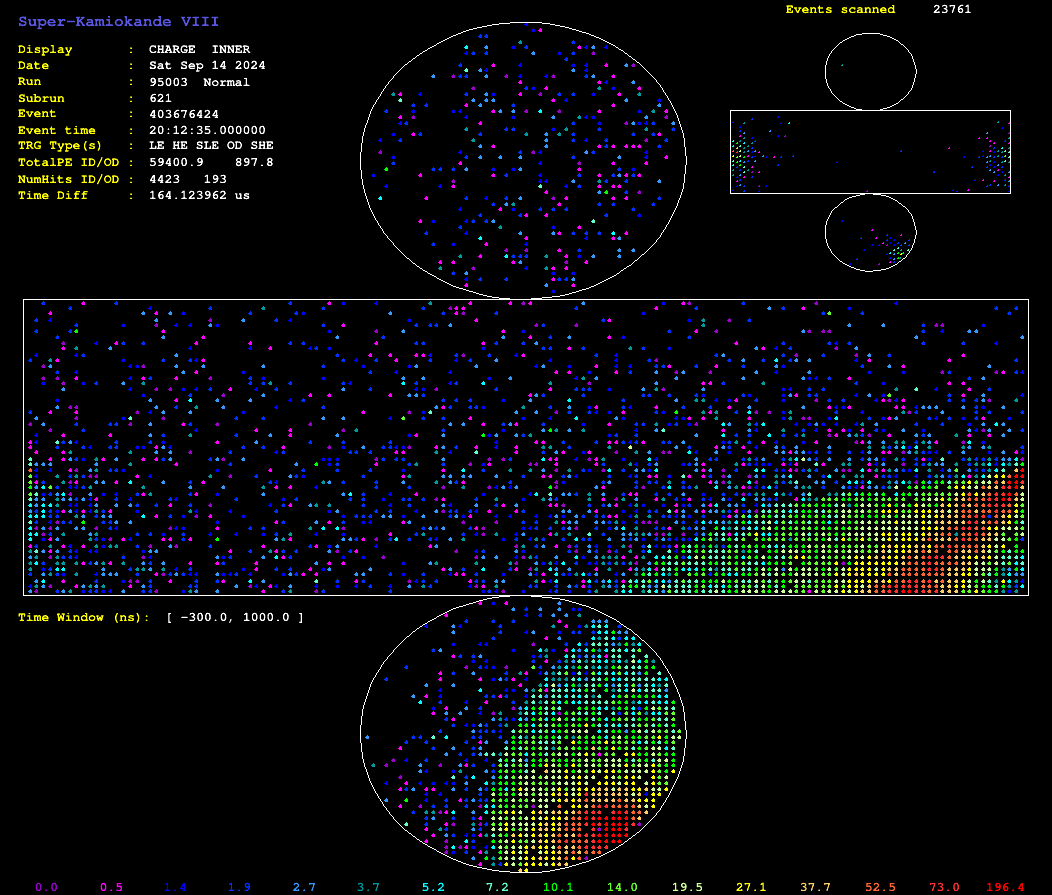 Super-Kamiokande VIII
Display : CHARGE INNER
Date : Sat Sep 14 2024
Run : 95003 Normal
Subrun : 621
Event : 403676424
Event time : 20:12:35.000000
TRG Type(s) : LE HE SLE OD SHE
TotalPE ID/OD : 59400.9 897.8
NumHits ID/OD : 4423 193
Time Diff : 164.123962 us
Events scanned 23761
Time Window (ns): [ -300.0, 1000.0 ]
0.0 0.5 1.4 1.9 2.7 3.7 5.2 7.2 10.1 14.0 19.5 27.1 37.7 52.5 73.0 196.4